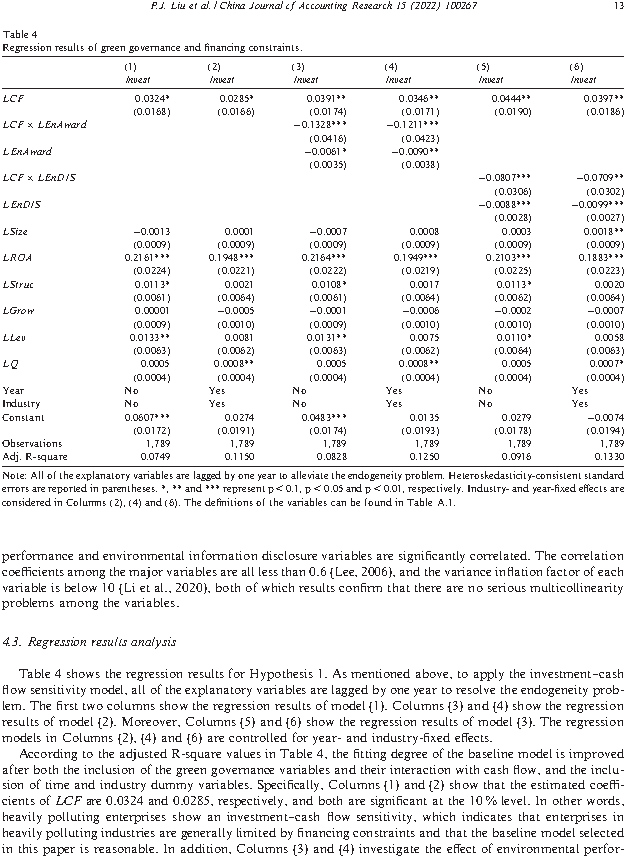 P.J. Liu et al. / China Journal of Accounting Research 15 (2022) 100267 13
Table 4
Regression results of green governance and financing constraints.
(1) (2) (3) (4) (5) (6)
Invest Invest Invest Invest Invest Invest
LCF 0.0324* 0.0285* 0.0391** 0.0346** 0.0444** 0.0397**
(0.0168) (0.0166) (0.0174) (0.0171) (0.0190) (0.0186)
LCF × LEnAward −0.1328*** −0.1211***
(0.0416) (0.0423)
LEnAward −0.0061* −0.0090**
(0.0035) (0.0038)
LCF × LEnDIS −0.0807*** −0.0709**
(0.0306) (0.0302)
LEnDIS −0.0088*** −0.0099***
(0.0028) (0.0027)
LSize −0.0013 0.0001 −0.0007 0.0008 0.0003 0.0018**
(0.0009) (0.0009) (0.0009) (0.0009) (0.0009) (0.0009)
LROA 0.2161*** 0.1948*** 0.2164*** 0.1949*** 0.2103*** 0.1883***
(0.0224) (0.0221) (0.0222) (0.0219) (0.0225) (0.0223)
LStruc 0.0113* 0.0021 0.0108* 0.0017 0.0113* 0.0020
(0.0061) (0.0064) (0.0061) (0.0064) (0.0062) (0.0064)
LGrow 0.00001 −0.0005 −0.0001 −0.0006 −0.0002 −0.0007
(0.0009) (0.0010) (0.0009) (0.0010) (0.0010) (0.0010)
LLev 0.0133** 0.0081 0.0131** 0.0075 0.0110* 0.0058
(0.0063) (0.0062) (0.0063) (0.0062) (0.0064) (0.0063)
LQ 0.0005 0.0008** 0.0005 0.0008** 0.0005 0.0007*
(0.0004) (0.0004) (0.0004) (0.0004) (0.0004) (0.0004)
Year No Yes No Yes No Yes
Industry No Yes No Yes No Yes
Constant 0.0607*** 0.0274 0.0483*** 0.0135 0.0279 −0.0074
(0.0172) (0.0191) (0.0174) (0.0193) (0.0178) (0.0194)
Observations 1,789 1,789 1,789 1,789 1,789 1,789
Adj. R-square 0.0749 0.1150 0.0828 0.1250 0.0916 0.1330
Note: All of the explanatory variables are lagged by one year to alleviate the endogeneity problem. Heteroskedasticity-consistent standard
errors are reported in parentheses. *, ** and *** represent p < 0.1, p < 0.05 and p < 0.01, respectively. Industry- and year-fixed effects are
considered in Columns (2), (4) and (6). The definitions of the variables can be found in Table A.1.
performance and environmental information disclosure variables are significantly correlated. The correlation
coefficients among the major variables are all less than 0.6 (Lee, 2006), and the variance inflation factor of each
variable is below 10 (Li et al., 2020), both of which results confirm that there are no serious multicollinearity
problems among the variables.
4.3. Regression results analysis
Table 4 shows the regression results for Hypothesis 1. As mentioned above, to apply the investment–cash
flow sensitivity model, all of the explanatory variables are lagged by one year to resolve the endogeneity prob-
lem. The first two columns show the regression results of model (1). Columns (3) and (4) show the regression
results of model (2). Moreover, Columns (5) and (6) show the regression results of model (3). The regression
models in Columns (2), (4) and (6) are controlled for year- and industry-fixed effects.
According to the adjusted R-square values in Table 4, the fitting degree of the baseline model is improved
after both the inclusion of the green governance variables and their interaction with cash flow, and the inclu-
sion of time and industry dummy variables. Specifically, Columns (1) and (2) show that the estimated coeffi-
cients of LCF are 0.0324 and 0.0285, respectively, and both are significant at the 10 % level. In other words,
heavily polluting enterprises show an investment–cash flow sensitivity, which indicates that enterprises in
heavily polluting industries are generally limited by financing constraints and that the baseline model selected
in this paper is reasonable. In addition, Columns (3) and (4) investigate the effect of environmental perfor-